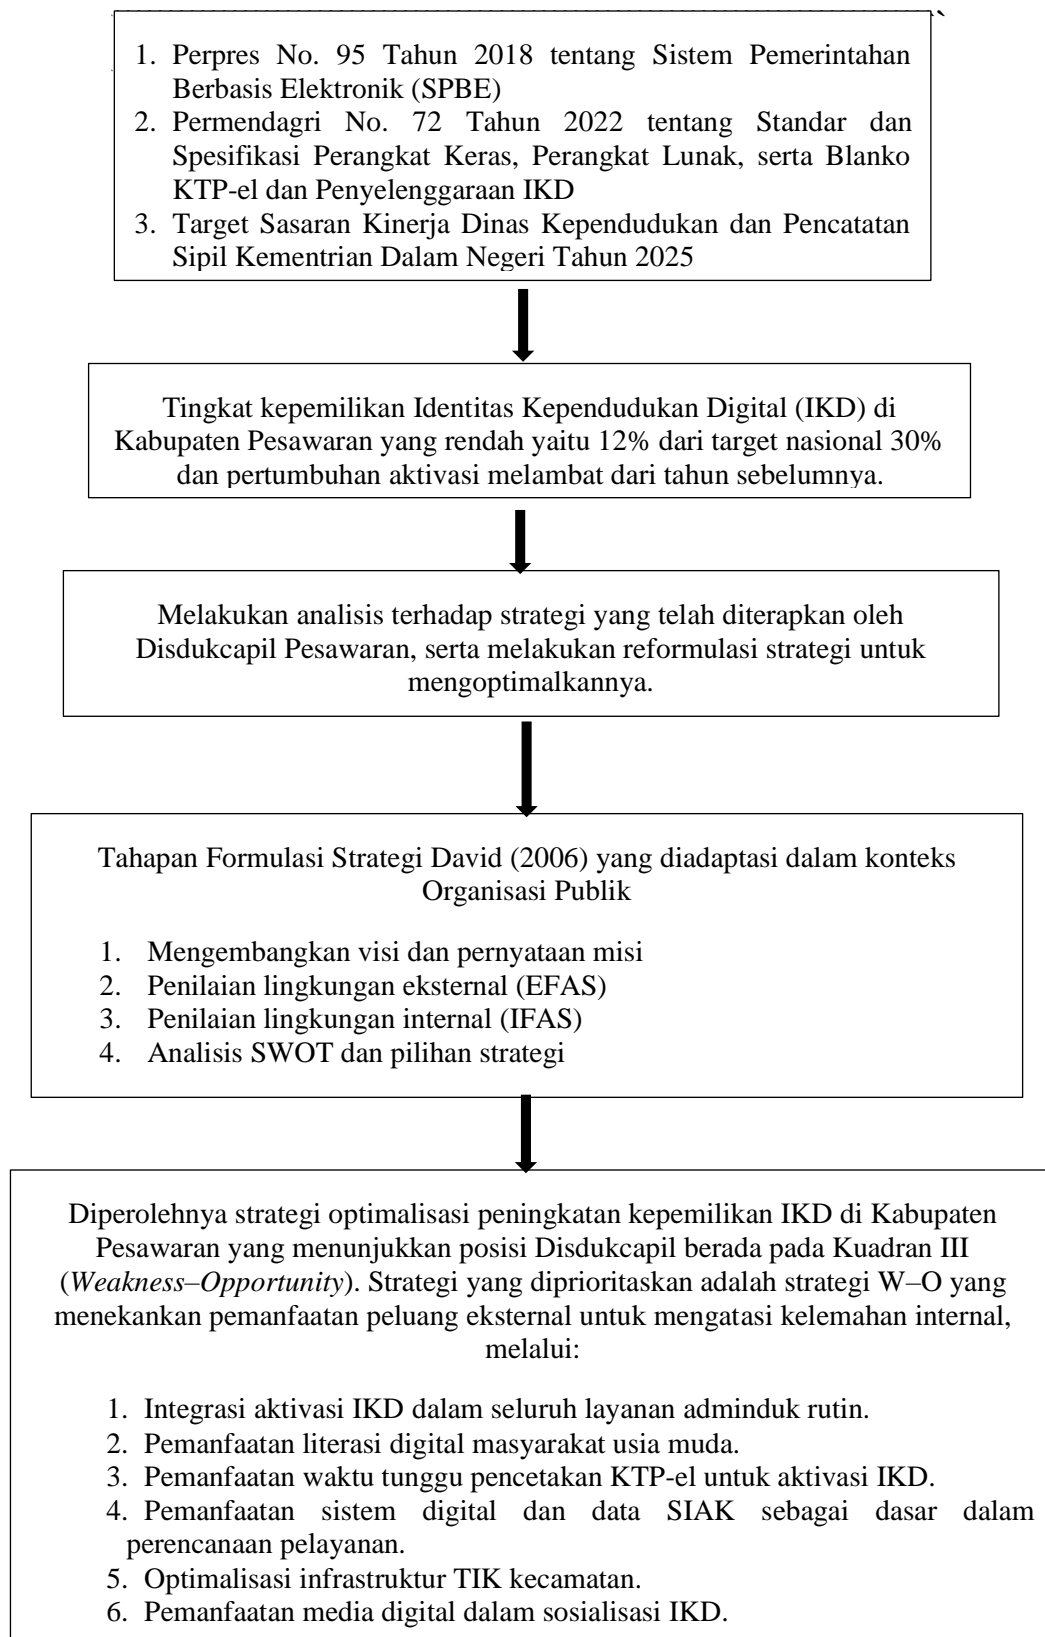 1. Perpres No. 95 Tahun 2018 tentang Sistem Pemerintahan
Berbasis Elektronik (SPBE)
2. Permendagri No. 72 Tahun 2022 tentang Standar dan
Spesifikasi Perangkat Keras, Perangkat Lunak, serta Blanko
KTP-el dan Penyelenggaraan IKD
3. Target Sasaran Kinerja Dinas Kependudukan dan Pencatatan
Sipil Kementrian Dalam Negeri Tahun 2025
Tingkat kepemilikan Identitas Kependudukan Digital (IKD) di
Kabupaten Pesawaran yang rendah yaitu 12% dari target nasional 30%
dan pertumbuhan aktivasi melambat dari tahun sebelumnya.
Melakukan analisis terhadap strategi yang telah diterapkan oleh
Disdukcapil Pesawaran, serta melakukan reformulasi strategi untuk
mengoptimalkannya.
Tahapan Formulasi Strategi David (2006) yang diadaptasi dalam konteks
Organisasi Publik
1. Mengembangkan visi dan pernyataan misi
2. Penilaian lingkungan eksternal (EFAS)
3. Penilaian lingkungan internal (IFAS)
4. Analisis SWOT dan pilihan strategi
Diperolehnya strategi optimalisasi peningkatan kepemilikan IKD di Kabupaten
Pesawaran yang menunjukkan posisi Disdukcapil berada pada Kuadran III
(Weakness–Opportunity). Strategi yang diprioritaskan adalah strategi W–O yang
menekankan pemanfaatan peluang eksternal untuk mengatasi kelemahan internal,
melalui:
1. Integrasi aktivasi IKD dalam seluruh layanan adminduk rutin.
2. Pemanfaatan literasi digital masyarakat usia muda.
3. Pemanfaatan waktu tunggu pencetakan KTP-el untuk aktivasi IKD.
4. Pemanfaatan sistem digital dan data SIAK sebagai dasar dalam
perencanaan pelayanan.
5. Optimalisasi infrastruktur TIK kecamatan.
6. Pemanfaatan media digital dalam sosialisasi IKD.